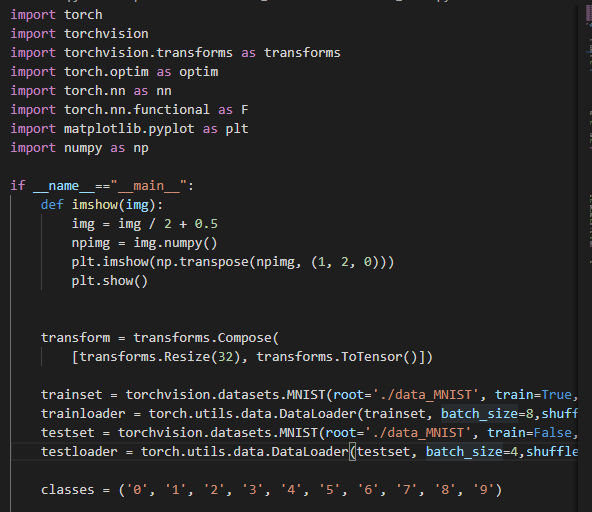 import torch
import torchvision
import torchvision.transforms as transforms
import torch.optim as optim
import torch.nn as nn
import torch.nn.functional as F
import matplotlib.pyplot as plt
import numpy as np
if __name__=="__main__":
def imshow(img):
img = img / 2 + 0.5
npimg = img.numpy()
plt.imshow(np.transpose(npimg, (1, 2, 0)))
plt.show()
transform = transforms.Compose(
[transforms.Resize(32), transforms.ToTensor()])
trainset = torchvision.datasets.MNIST(root='./data_MNIST', train=True,
trainloader = torch.utils.data.DataLoader(trainset, batch_size=8,shuff
testset = torchvision.datasets.MNIST(root='./data_MNIST', train=False,
testloader = torch.utils.data.DataLoader(testset, batch_size=4,shuffle
classes = ('0', '1', '2', '3', '4', '5', '6', '7', '8', '9')